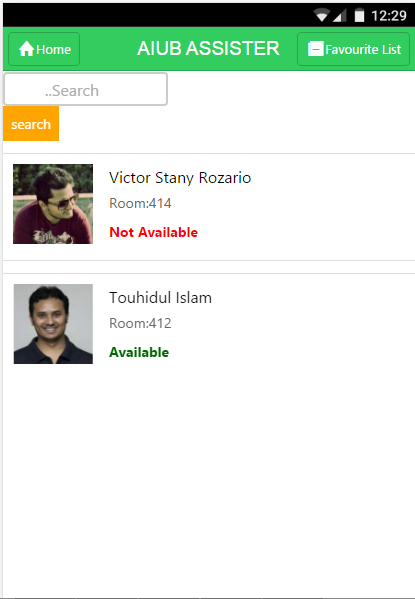 12:29
Home
AIUB ASSISTER
Favourite List
..Search
search
Victor Stany Rozario
Room:414
Not Available
Touhidul Islam
Room:412
Available